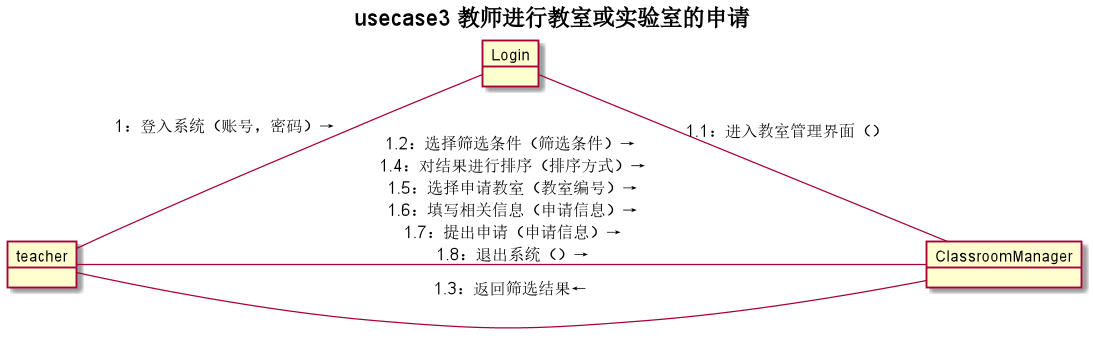 usecase3 教师进行教室或实验室的申请
Login
1：登入系统（账号，密码）→
1.1：进入教室管理界面（）
1.2：选择筛选条件（筛选条件）→
1.4：对结果进行排序（排序方式）→
1.5：选择申请教室（教室编号）→
1.6：填写相关信息（申请信息）→
1.7：提出申请（申请信息）→
1.8：退出系统（）→
teacher
ClassroomManager
1.3：返回筛选结果←